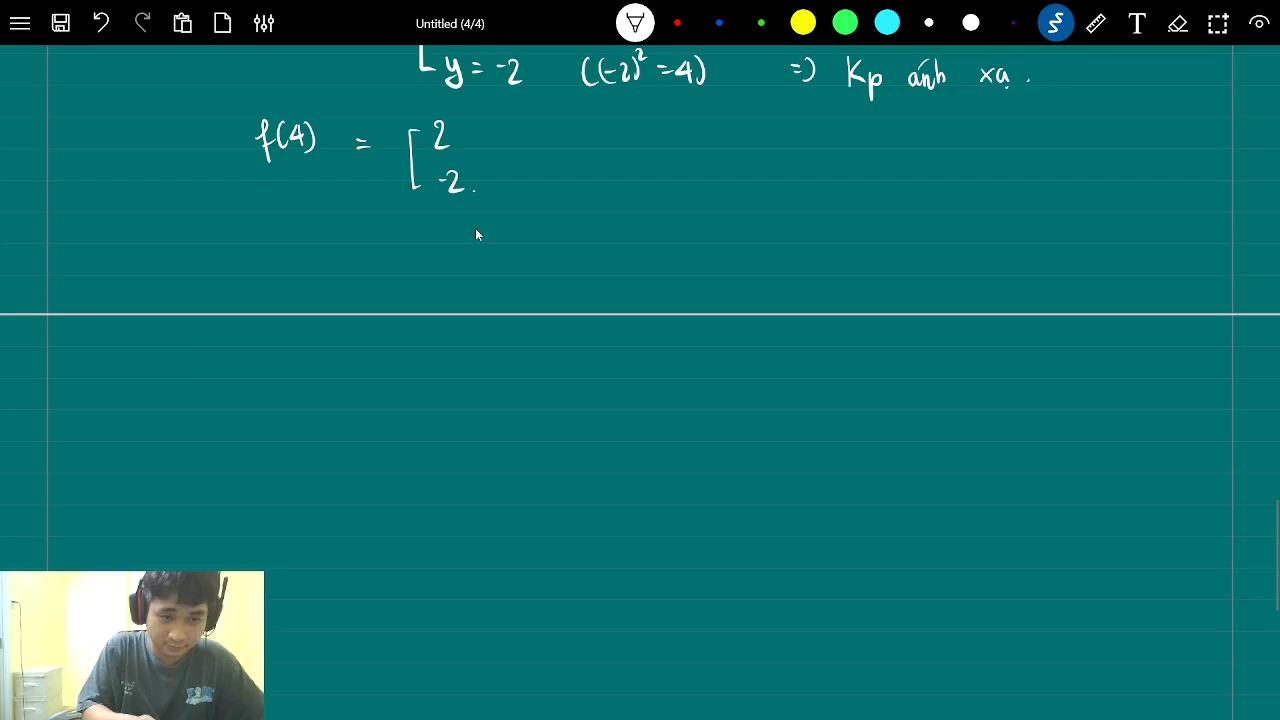 Untitled (4/4)
[ y = -2 ((-2)² = 4) => Kp ánh xạ.
f(4) = [ 2
-2.